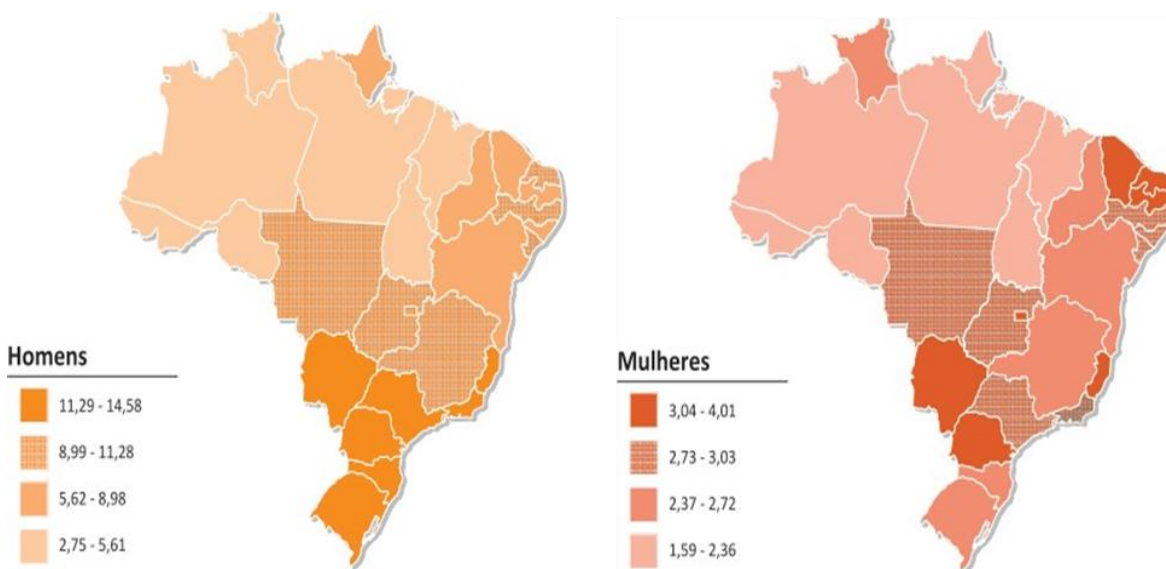 Homens
11,29 - 14,58
8,99 - 11,28
5,62 - 8,98
2,75 - 5,61
Mulheres
3,04 - 4,01
2,73 - 3,03
2,37 - 2,72
1,59 - 2,36